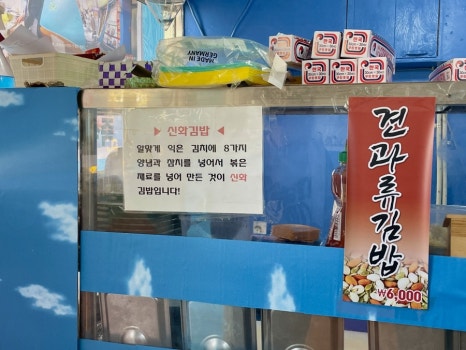 MADE IN
GERMANY
▶ 신화김밥 ◀
알맞게 익은 김치에 8가지
양념과 참치를 넣어서 볶은
재료를 넣어 만든 것이 신화
김밥입니다!
견과류김밥
₩6,000